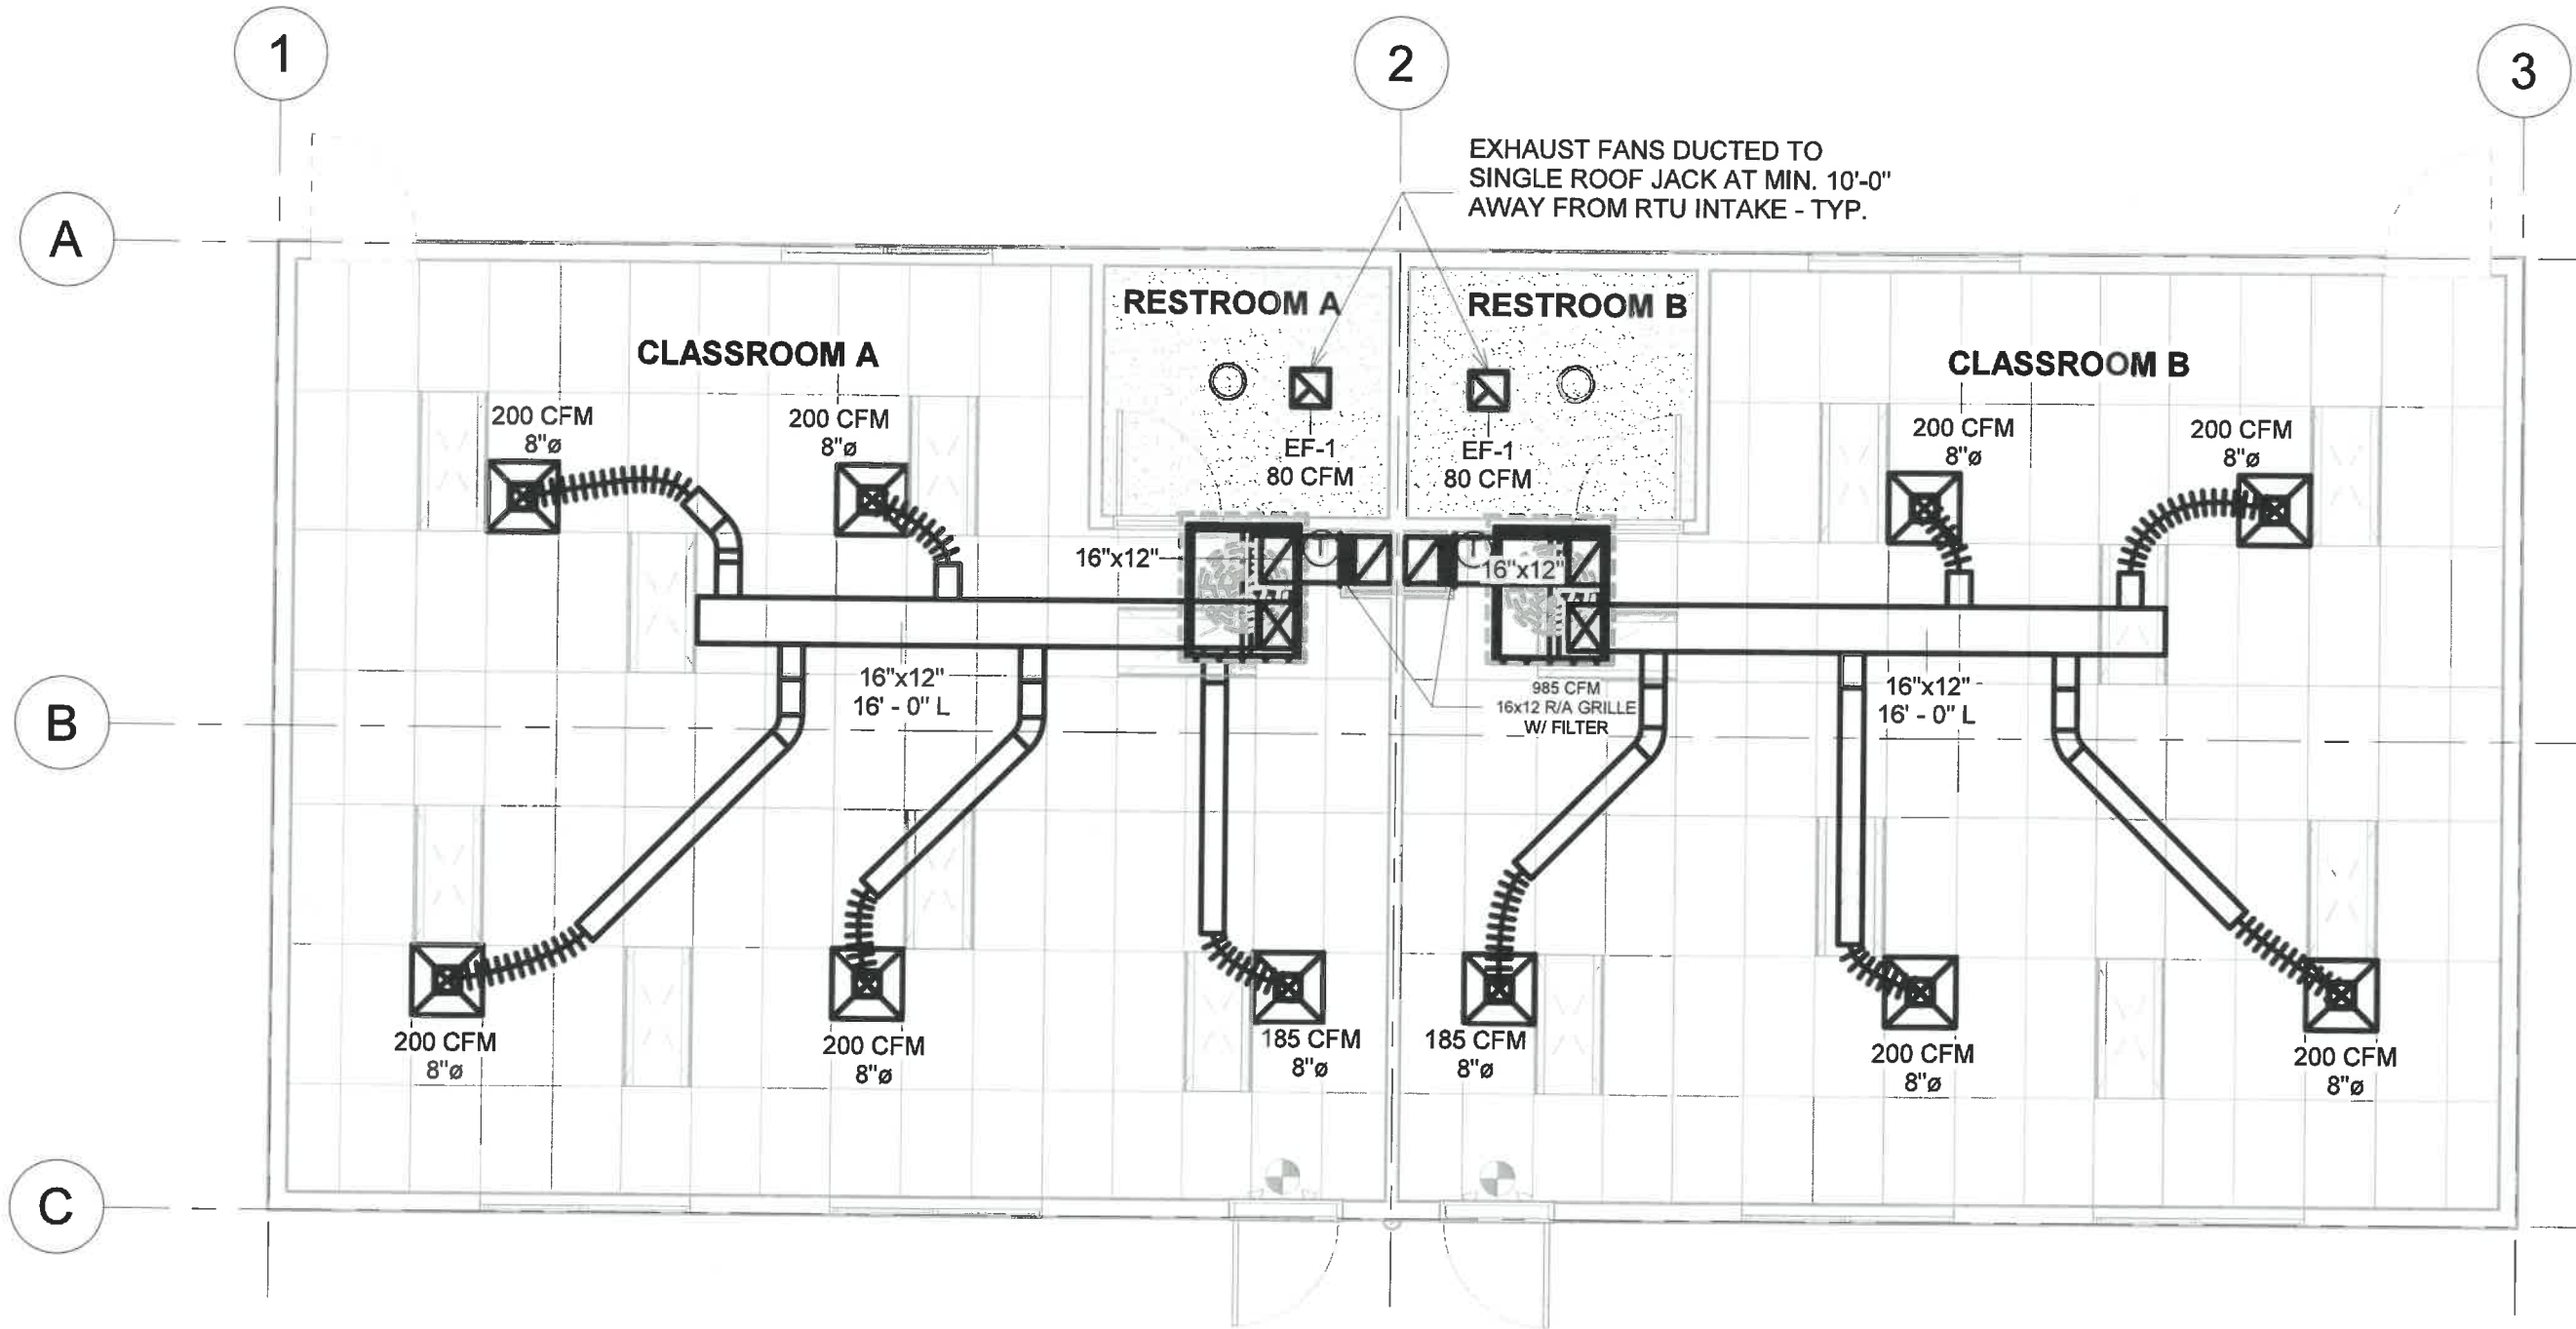 1
2
3
EXHAUST FANS DUCTED TO
SINGLE ROOF JACK AT MIN. 10'-0"
AWAY FROM RTU INTAKE - TYP.
A
RESTROOM A
RESTROOM B
CLASSROOM A
CLASSROOM B
200 CFM
8"ø
200 CFM
8"ø
EF-1
80 CFM
EF-1
80 CFM
200 CFM
8"ø
200 CFM
8"ø
16"x12"
16"x12"
16"x12"
16' - 0" L
985 CFM
16x12 R/A GRILLE
W/ FILTER
16"x12"
16' - 0" L
B
200 CFM
8"ø
200 CFM
8"ø
185 CFM
8"ø
185 CFM
8"ø
200 CFM
8"ø
200 CFM
8"ø
C